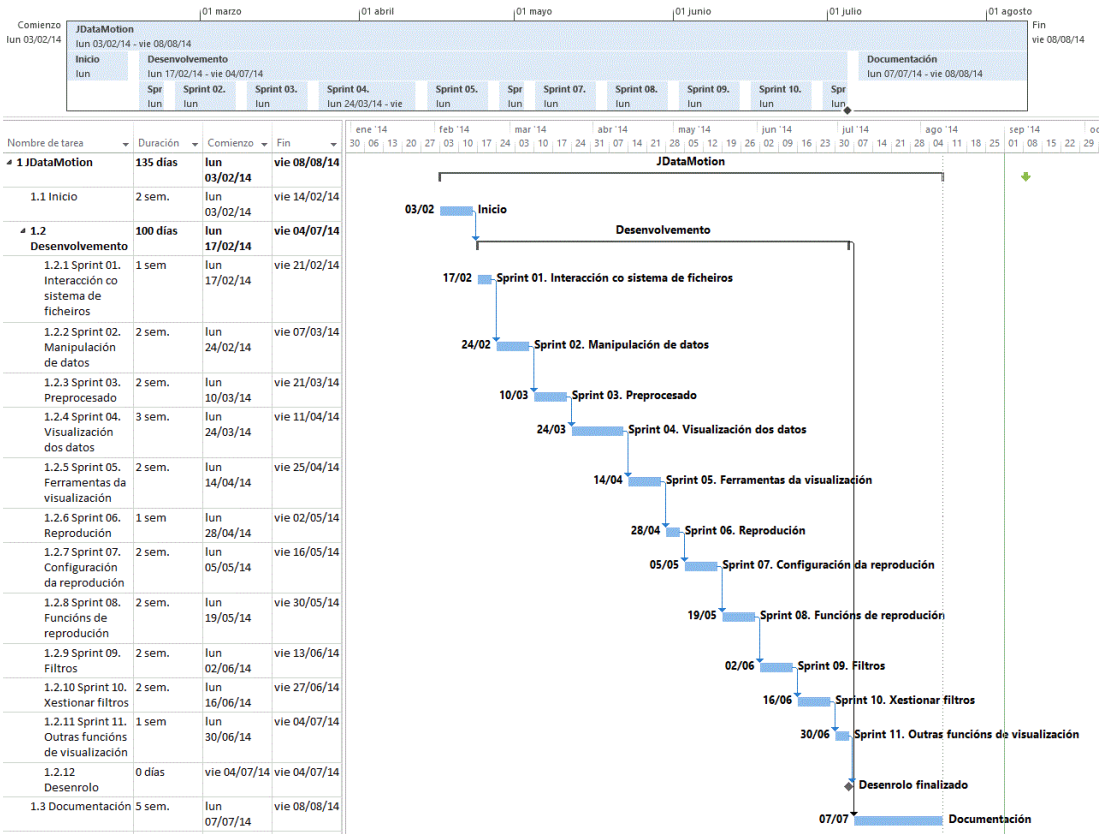 01 marzo 01 abril 01 mayo 01 junio 01 julio 01 agosto
Comienzo
lun 03/02/14
JDataMotion
lun 03/02/14 - vie 08/08/14
Fin
vie 08/08/14
Inicio
lun
Desenvolvemento
lun 17/02/14 - vie 04/07/14
Documentación
lun 07/07/14 - vie 08/08/14
Spr Sprint 02. Sprint 03. Sprint 04. Sprint 05. Spr Sprint 07. Sprint 08. Sprint 09. Sprint 10. Spr
lun lun lun lun 24/03/14 - vie lun lun lun lun lun lun lun
Nombre de tarea Duración Comienzo Fin
ene '14 feb '14 mar '14 abr '14 may '14 jun '14 jul '14 ago '14 sep '14 oc
30 06 13 20 27 03 10 17 24 03 10 17 24 31 07 14 21 28 05 12 19 26 02 09 16 23 30 07 14 21 28 04 11 18 25 01 08 15 22 29
1 JDataMotion 135 días lun 03/02/14 vie 08/08/14
JDataMotion
1.1 Inicio 2 sem. lun 03/02/14 vie 14/02/14
03/02 Inicio
1.2 Desenvolvemento 100 días lun 17/02/14 vie 04/07/14
Desenvolvemento
1.2.1 Sprint 01. Interacción co sistema de ficheiros 1 sem lun 17/02/14 vie 21/02/14
17/02 Sprint 01. Interacción co sistema de ficheiros
1.2.2 Sprint 02. Manipulación de datos 2 sem. lun 24/02/14 vie 07/03/14
24/02 Sprint 02. Manipulación de datos
1.2.3 Sprint 03. Preprocesado 2 sem. lun 10/03/14 vie 21/03/14
10/03 Sprint 03. Preprocesado
1.2.4 Sprint 04. Visualización dos datos 3 sem. lun 24/03/14 vie 11/04/14
24/03 Sprint 04. Visualización dos datos
1.2.5 Sprint 05. Ferramentas da visualización 2 sem. lun 14/04/14 vie 25/04/14
14/04 Sprint 05. Ferramentas da visualización
1.2.6 Sprint 06. Reprodución 1 sem lun 28/04/14 vie 02/05/14
28/04 Sprint 06. Reprodución
1.2.7 Sprint 07. Configuración da reprodución 2 sem. lun 05/05/14 vie 16/05/14
05/05 Sprint 07. Configuración da reprodución
1.2.8 Sprint 08. Funcións de reprodución 2 sem. lun 19/05/14 vie 30/05/14
19/05 Sprint 08. Funcións de reprodución
1.2.9 Sprint 09. Filtros 2 sem. lun 02/06/14 vie 13/06/14
02/06 Sprint 09. Filtros
1.2.10 Sprint 10. Xestionar filtros 2 sem. lun 16/06/14 vie 27/06/14
16/06 Sprint 10. Xestionar filtros
1.2.11 Sprint 11. Outras funcións de visualización 1 sem lun 30/06/14 vie 04/07/14
30/06 Sprint 11. Outras funcións de visualización
1.2.12 Desenrolo 0 días vie 04/07/14 vie 04/07/14
Desenrolo finalizado
1.3 Documentación 5 sem. lun 07/07/14 vie 08/08/14
07/07 Documentación